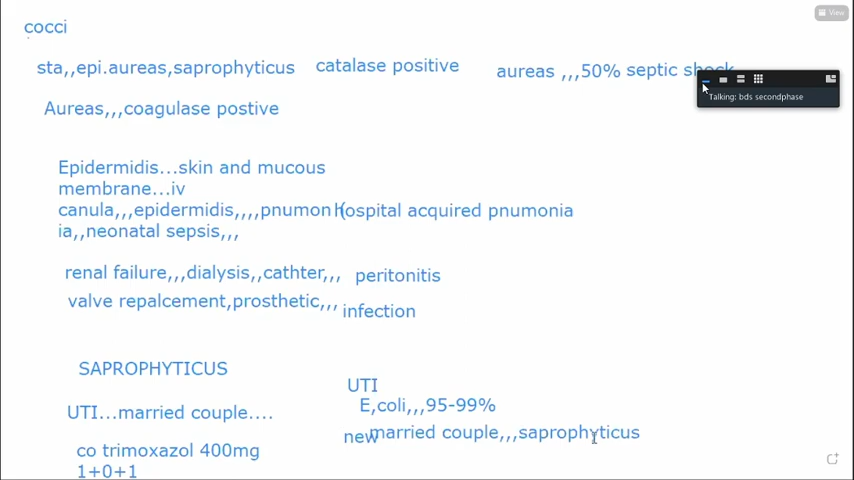 View
cocci
sta,,epi.aureas,saprophyticus catalase positive aureas ,,,50% septic shock
Talking: bds secondphase
Aureas,,,coagulase postive
Epidermidis...skin and mucous
membrane...iv
canula,,,epidermidis,,,,pnumon hospital acquired pnumonia
ia,,neonatal sepsis,,,
renal failure,,,dialysis,,cathter,,, peritonitis
valve repalcement,prosthetic,,, infection
SAPROPHYTICUS
UTI
E,coli,,,95-99%
UTI...married couple....
new married couple,,,saprophyticus
co trimoxazol 400mg
1+0+1